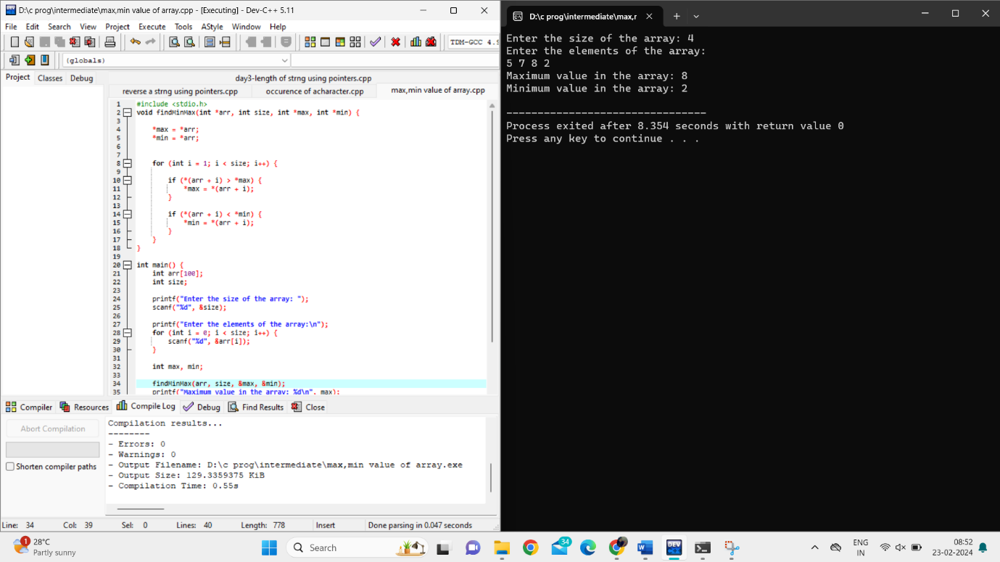 D:\c prog\intermediate\max,min value of array.cpp - [Executing] - Dev-C++ 5.11
File Edit Search View Project Execute Tools AStyle Window Help
TDM-GCC 4.9
(globals)
Project Classes Debug
day3-length of strng using pointers.cpp
reverse a strng using pointers.cpp occurence of acharacter.cpp max,min value of array.cpp
1 #include <stdio.h>
2 void findMinMax(int *arr, int size, int *max, int *min) {
3
4 *max = *arr;
5 *min = *arr;
6
7
8 for (int i = 1; i < size; i++) {
9
10 if (*(arr + i) > *max) {
11 *max = *(arr + i);
12 }
13
14 if (*(arr + i) < *min) {
15 *min = *(arr + i);
16 }
17 }
18 }
19
20 int main() {
21 int arr[100];
22 int size;
23
24 printf("Enter the size of the array: ");
25 scanf("%d", &size);
26
27 printf("Enter the elements of the array:\n");
28 for (int i = 0; i < size; i++) {
29 scanf("%d", &arr[i]);
30 }
31
32 int max, min;
33
34 findMinMax(arr, size, &max, &min);
35 printf("Maximum value in the array: %d\n", max);
Compiler Resources Compile Log Debug Find Results Close
Abort Compilation
Shorten compiler paths
Compilation results...
--------
- Errors: 0
- Warnings: 0
- Output Filename: D:\c prog\intermediate\max,min value of array.exe
- Output Size: 129.3359375 KiB
- Compilation Time: 0.55s
Line: 34 Col: 39 Sel: 0 Lines: 40 Length: 778 Insert Done parsing in 0.047 seconds
D:\c prog\intermediate\max,r
Enter the size of the array: 4
Enter the elements of the array:
5 7 8 2
Maximum value in the array: 8
Minimum value in the array: 2
--------------------------------
Process exited after 8.354 seconds with return value 0
Press any key to continue . . .
1
28°C
Partly sunny
Search
34
DEV
ENG
IN
08:52
23-02-2024